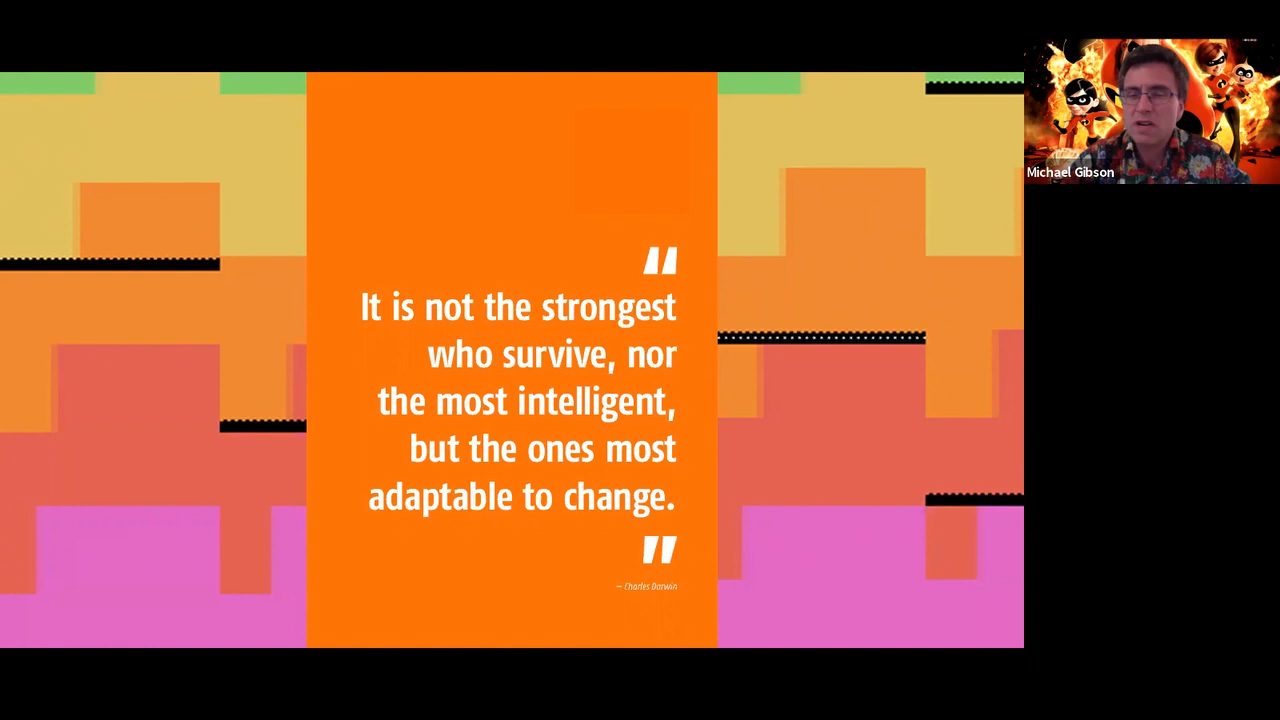 “
It is not the strongest
who survive, nor
the most intelligent,
but the ones most
adaptable to change.
”
– Charles Darwin
Michael Gibson